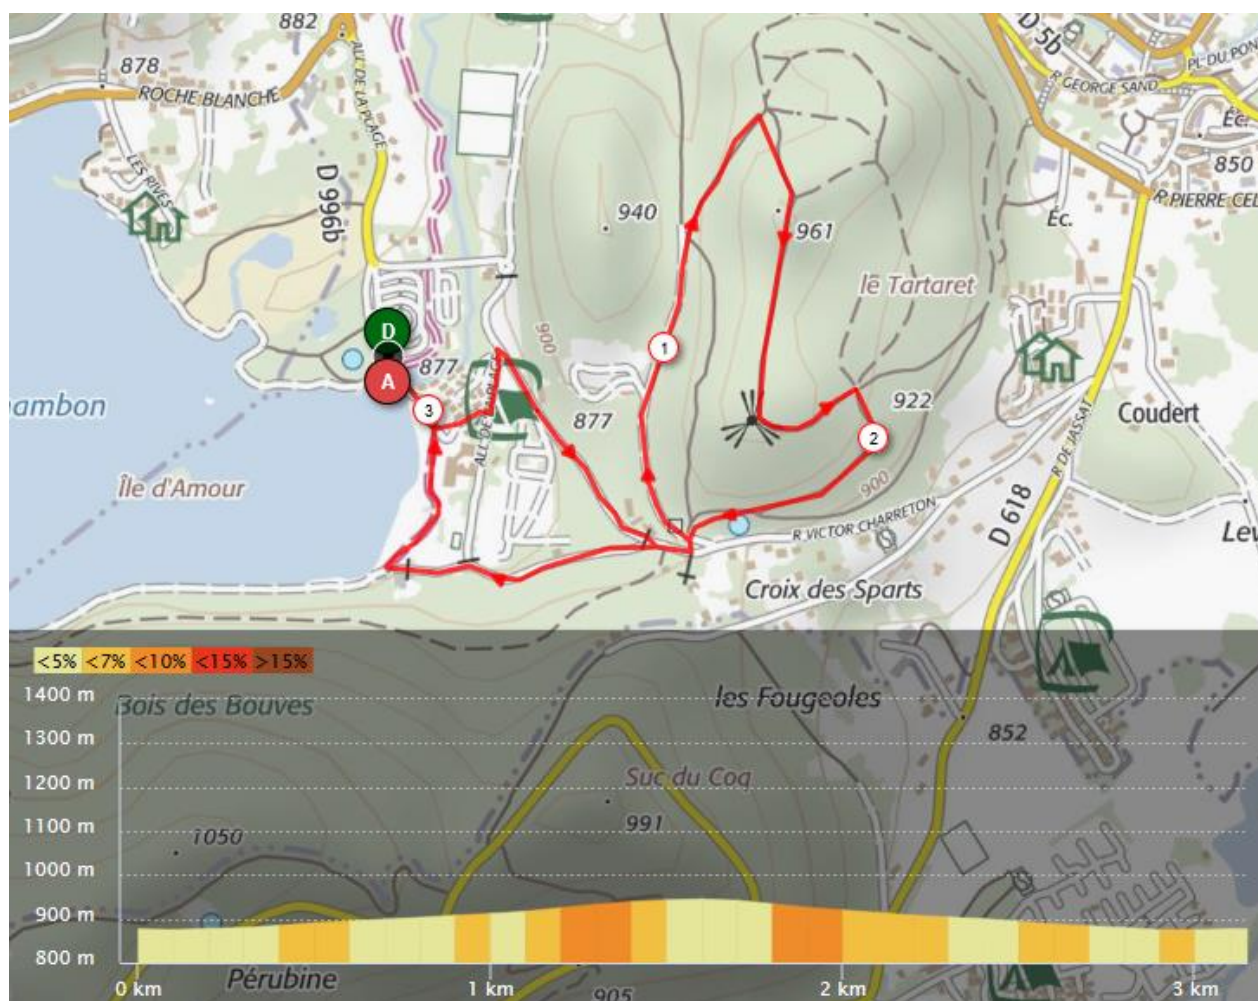 882
D 5b
PL. DU PON
878
ALL. DE LA PLAGE
R GEORGE SAND
ROCHE BLANCHE
Éc.
850
LES RIVES
D 996b
R. PIERRE CEL
940
Éc.
961
le Tartaret
D
900
1
877
A
922
hambon
3
877
Coudert
ALL. DE
PLAGE
2
R DE JASSAT
Île d'Amour
900
D 618
R VICTOR CHARRETON
Lev
Croix des Sparts
<5% <7% <10% <15% >15%
1400 m
Bois des Bouves
les Fougeoles
852
1300 m
Suc du Coq
1200 m
991
1100 m
1050
1000 m
900 m
800 m
Pérubine
905
0 km 1 km 2 km 3 km